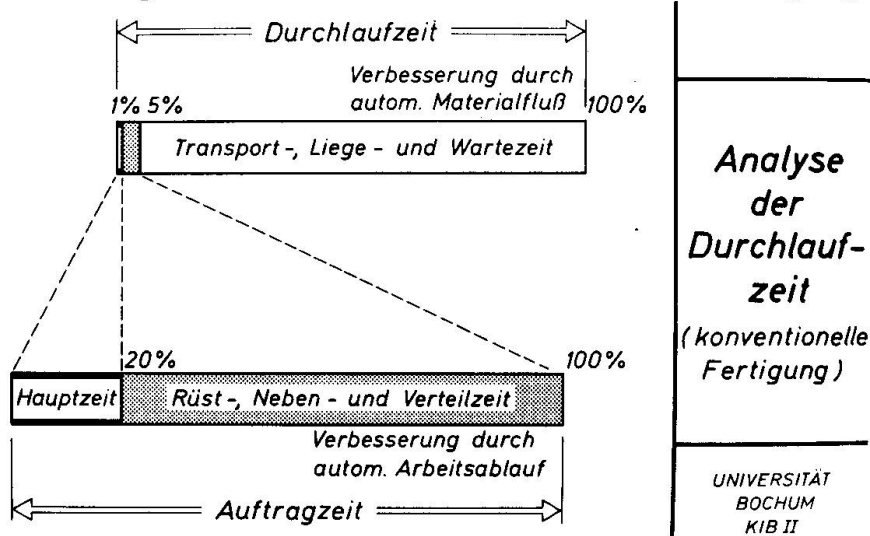 Durchlaufzeit
Verbesserung durch
autom. Materialfluß
1% 5%
100%
Transport-, Liege- und Wartezeit
20%
100%
Hauptzeit
Rüst-, Neben- und Verteilzeit
Verbesserung durch
autom. Arbeitsablauf
Auftragzeit
Analyse
der
Durchlauf-
zeit
(konventionelle
Fertigung)
UNIVERSITÄT
BOCHUM
KIB II